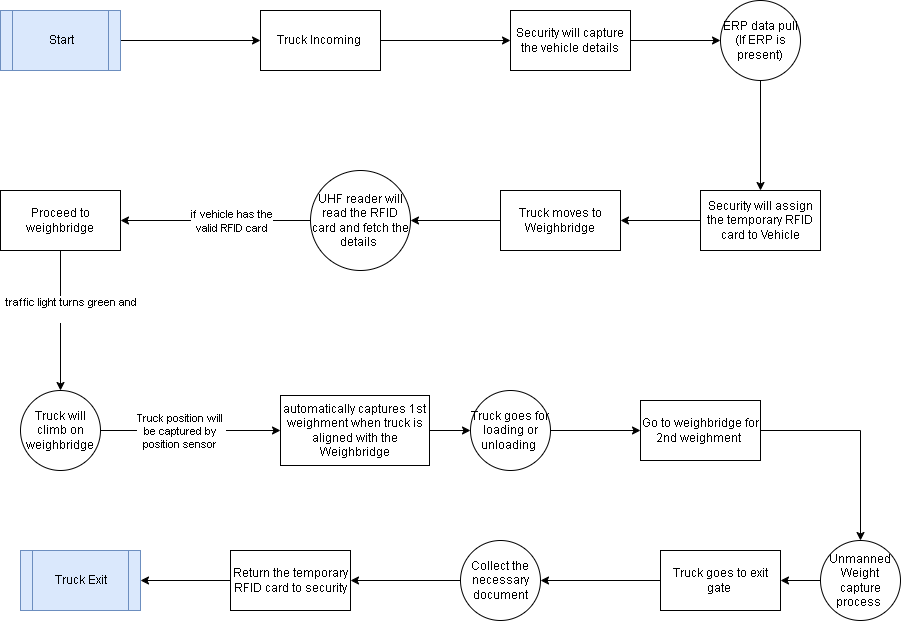 Start
Truck Incoming
Security will capture
the vehicle details
ERP data pull
(If ERP is
present)
Proceed to
weighbridge
if vehicle has the
valid RFID card
UHF reader will
read the RFID
card and fetch the
details
Truck moves to
Weighbridge
Security will assign
the temporary RFID
card to Vehicle
traffic light turns green and
Truck will
climb on
weighbridge
Truck position will
be captured by
position sensor
automatically captures 1st
weighment when truck is
aligned with the
Weighbridge
Truck goes for
loading or
unloading
Go to weighbridge for
2nd weighment
Truck Exit
Return the temporary
RFID card to security
Collect the
necessary
document
Truck goes to exit
gate
Unmanned
Weight
capture
process